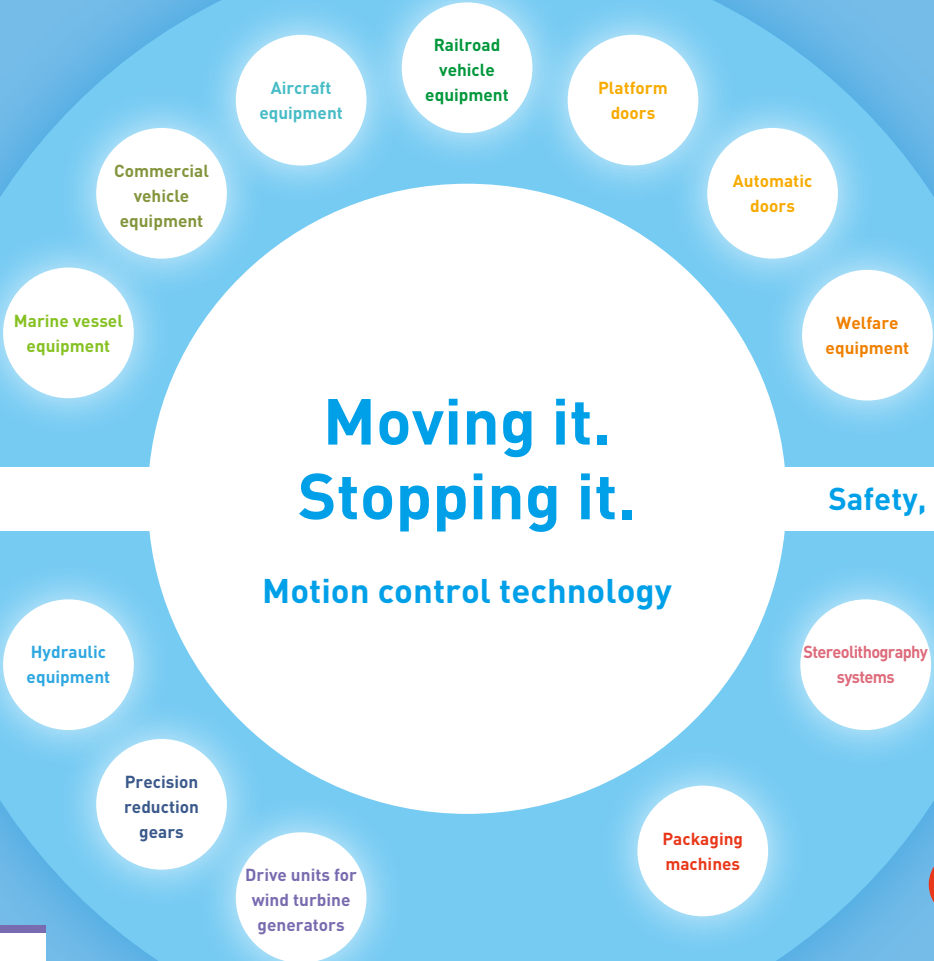 Railroad
vehicle
equipment
Aircraft
equipment
Platform
doors
Commercial
vehicle
equipment
Automatic
doors
Marine vessel
equipment
Welfare
equipment
Moving it.
Stopping it.
Safety,
Motion control technology
Hydraulic
equipment
Stereolithography
systems
Precision
reduction
gears
Packaging
machines
Drive units for
wind turbine
generators